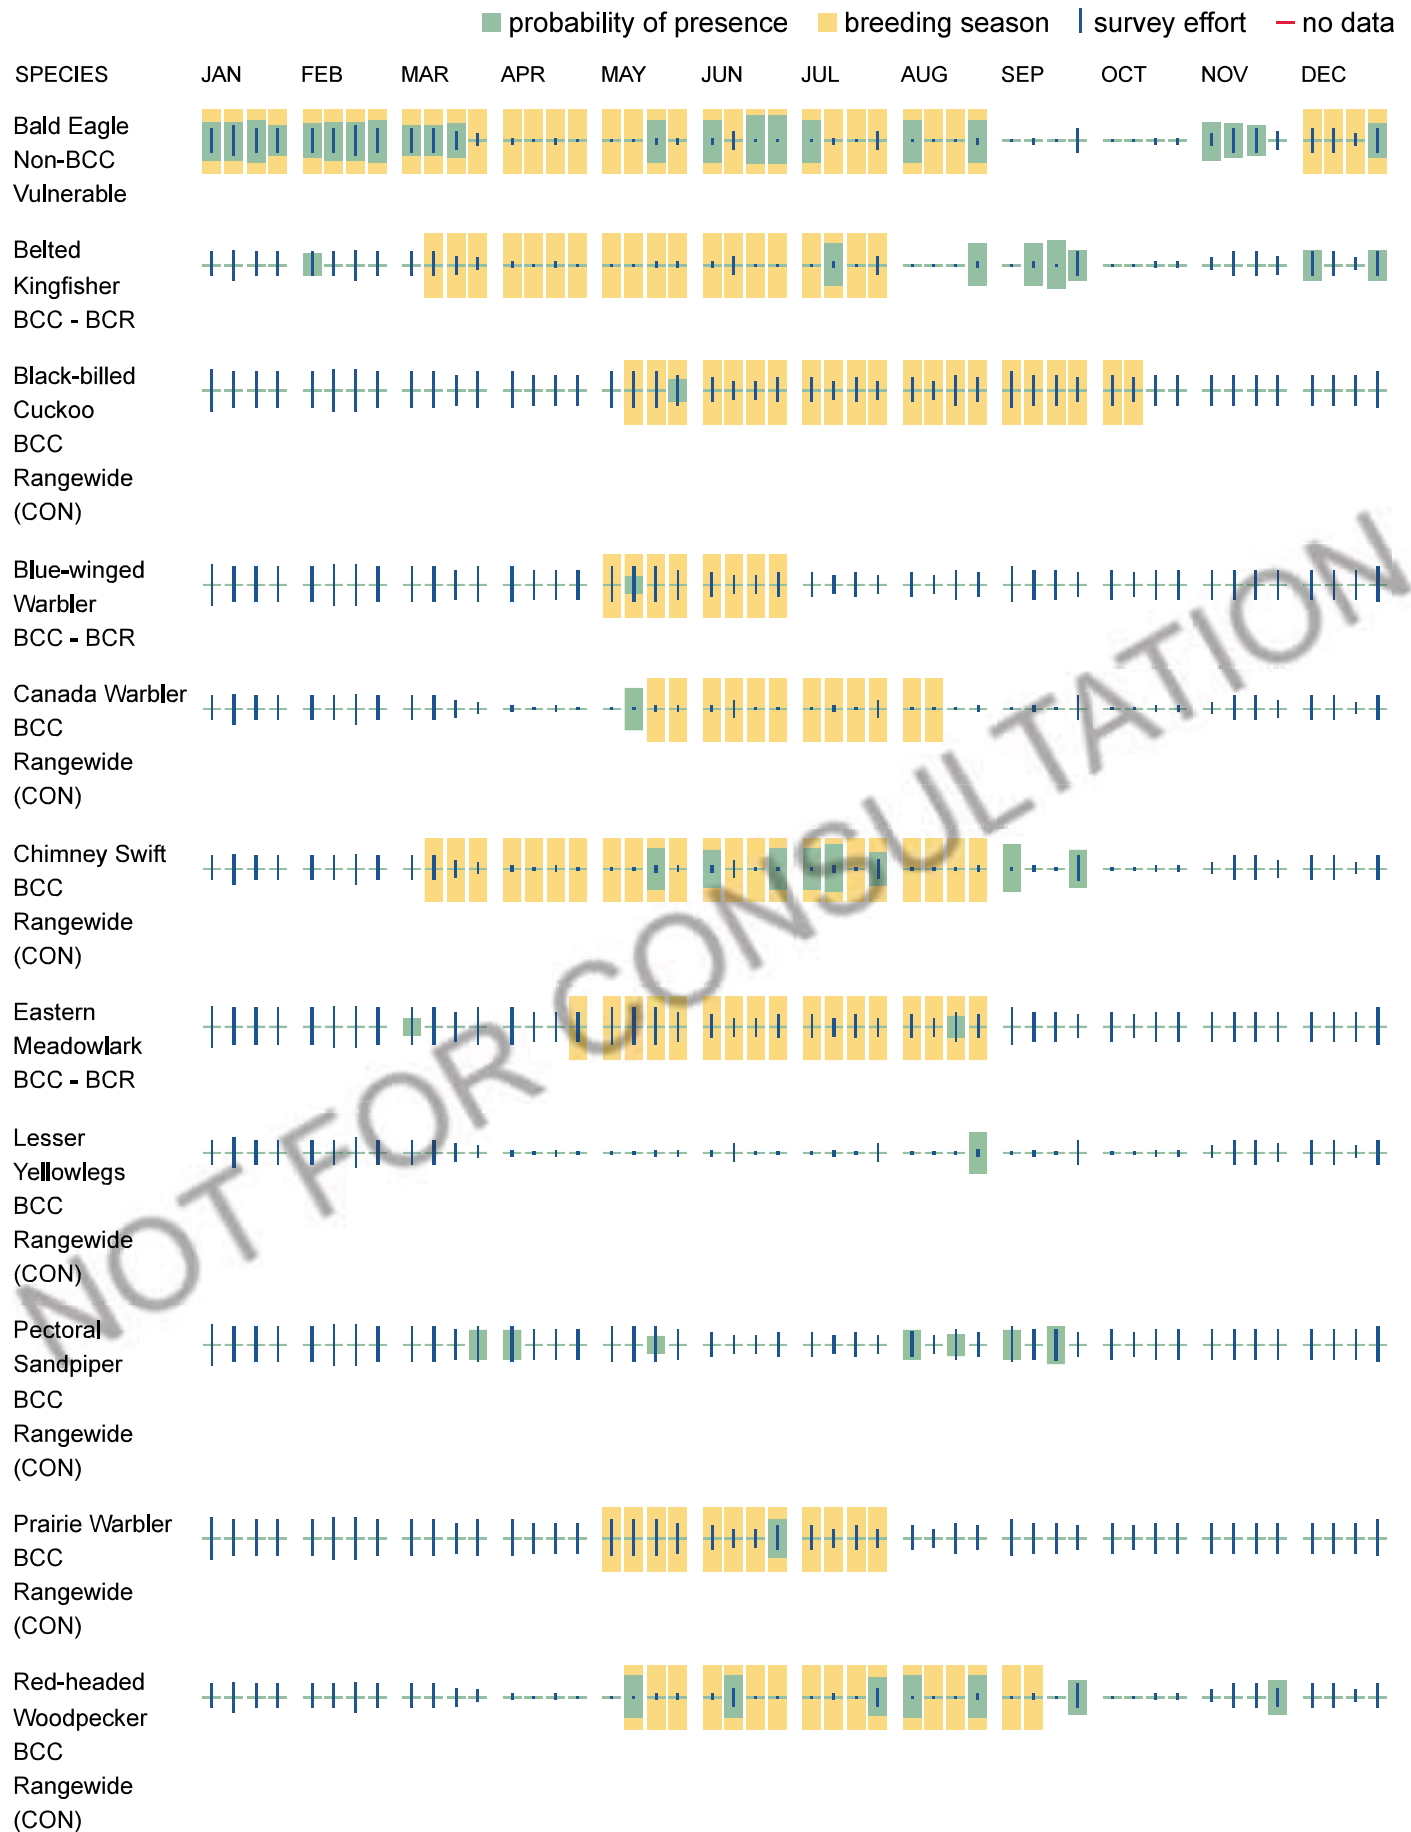 probability of presence breeding season survey effort no data
SPECIES JAN FEB MAR APR MAY JUN JUL AUG SEP OCT NOV DEC
Bald Eagle
Non-BCC
Vulnerable
Belted
Kingfisher
BCC - BCR
Black-billed
Cuckoo
BCC
Rangewide
(CON)
Blue-winged
Warbler
BCC - BCR
Canada Warbler
BCC
Rangewide
(CON)
Chimney Swift
BCC
Rangewide
(CON)
Eastern
Meadowlark
BCC - BCR
Lesser
Yellowlegs
BCC
Rangewide
(CON)
Pectoral
Sandpiper
BCC
Rangewide
(CON)
Prairie Warbler
BCC
Rangewide
(CON)
Red-headed
Woodpecker
BCC
Rangewide
(CON)
NOT FOR CONSULTATION